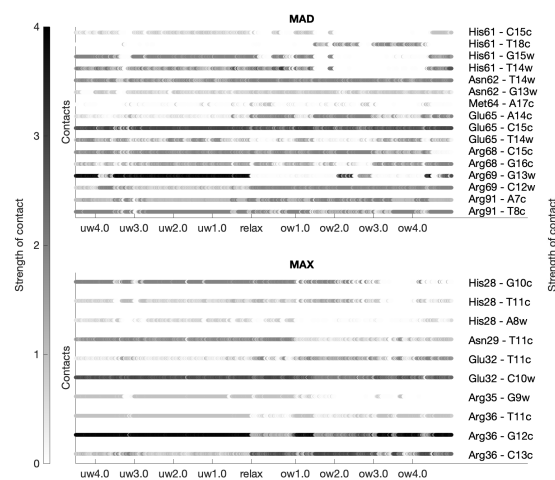 MAD
4
3
2
1
0
Strength of contact
Contacts
His61 - C15c
His61 - T18c
His61 - G15w
His61 - T14w
Asn62 - T14w
Asn62 - G13w
Met64 - A17c
Glu65 - A14c
Glu65 - C15c
Glu65 - T14w
Arg68 - C15c
Arg68 - G16c
Arg69 - G13w
Arg69 - C12w
Arg91 - A7c
Arg91 - T8c
uw4.0 uw3.0 uw2.0 uw1.0 relax ow1.0 ow2.0 ow3.0 ow4.0
MAX
Contacts
His28 - G10c
His28 - T11c
His28 - A8w
Asn29 - T11c
Glu32 - T11c
Glu32 - C10w
Arg35 - G9w
Arg36 - T11c
Arg36 - G12c
Arg36 - C13c
uw4.0 uw3.0 uw2.0 uw1.0 relax ow1.0 ow2.0 ow3.0 ow4.0
Strength of contact